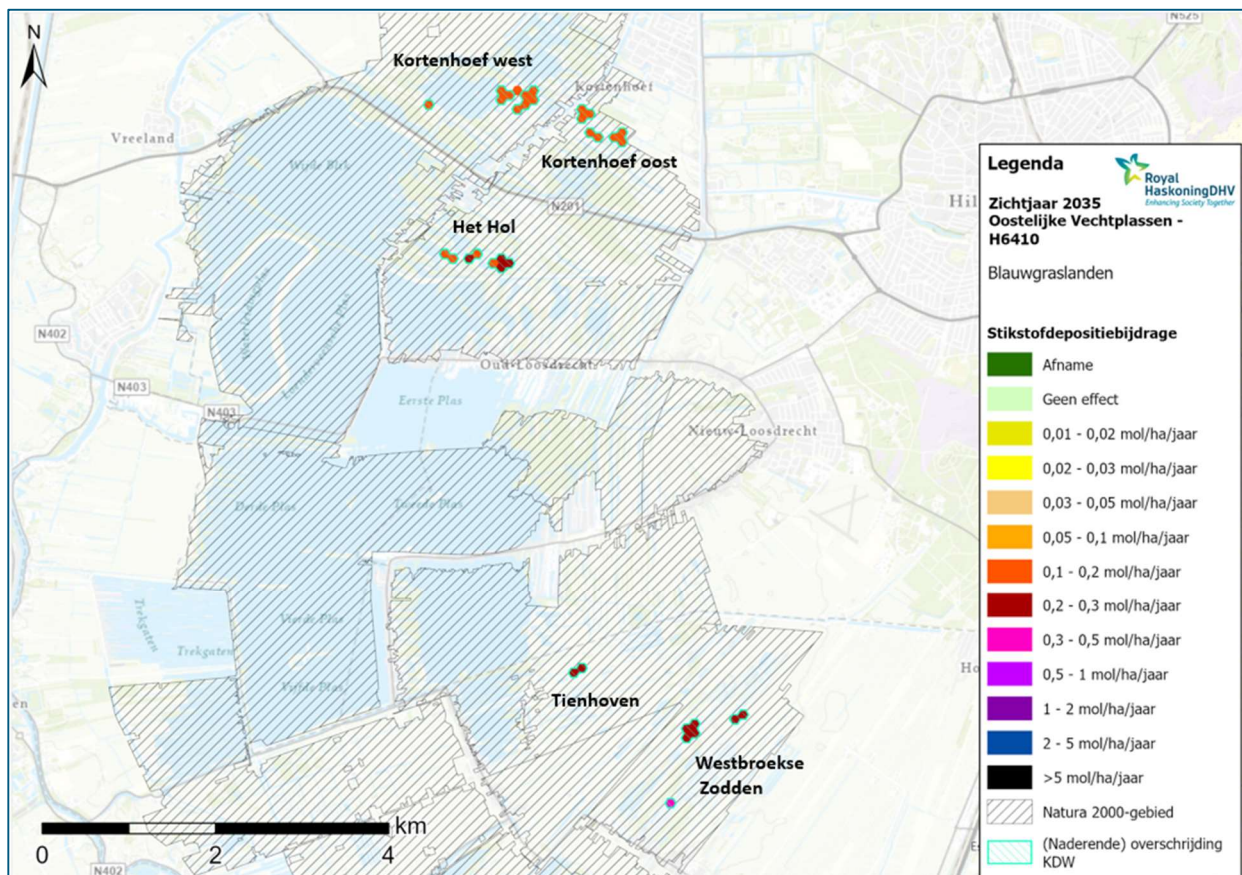 N
N525
Kortenhoef west
Kortenhoef
Vreeland
Wijde Blik
Kortenhoef oost
N201
Het Hol
N402
N403
N403
Oud-Loosdrecht
Eerste Plas
Nieuw-Loosdrecht
Derde Plas
Tweede Plas
Trekgaten
Trekgaten
Vierde Plas
Vijfde Plas
Tienhoven
Westbroekse
Zodden
km
0 2 4
N402
Hil
Ho
en
Legenda
Royal
HaskoningDHV
Enhancing Society Together
Zichtjaar 2035
Oostelijke Vechtplassen -
H6410
Blauwgraslanden
Stikstofdepositiebijdrage
Afname
Geen effect
0,01 - 0,02 mol/ha/jaar
0,02 - 0,03 mol/ha/jaar
0,03 - 0,05 mol/ha/jaar
0,05 - 0,1 mol/ha/jaar
0,1 - 0,2 mol/ha/jaar
0,2 - 0,3 mol/ha/jaar
0,3 - 0,5 mol/ha/jaar
0,5 - 1 mol/ha/jaar
1 - 2 mol/ha/jaar
2 - 5 mol/ha/jaar
>5 mol/ha/jaar
Natura 2000-gebied
(Naderende) overschrijding
KDW